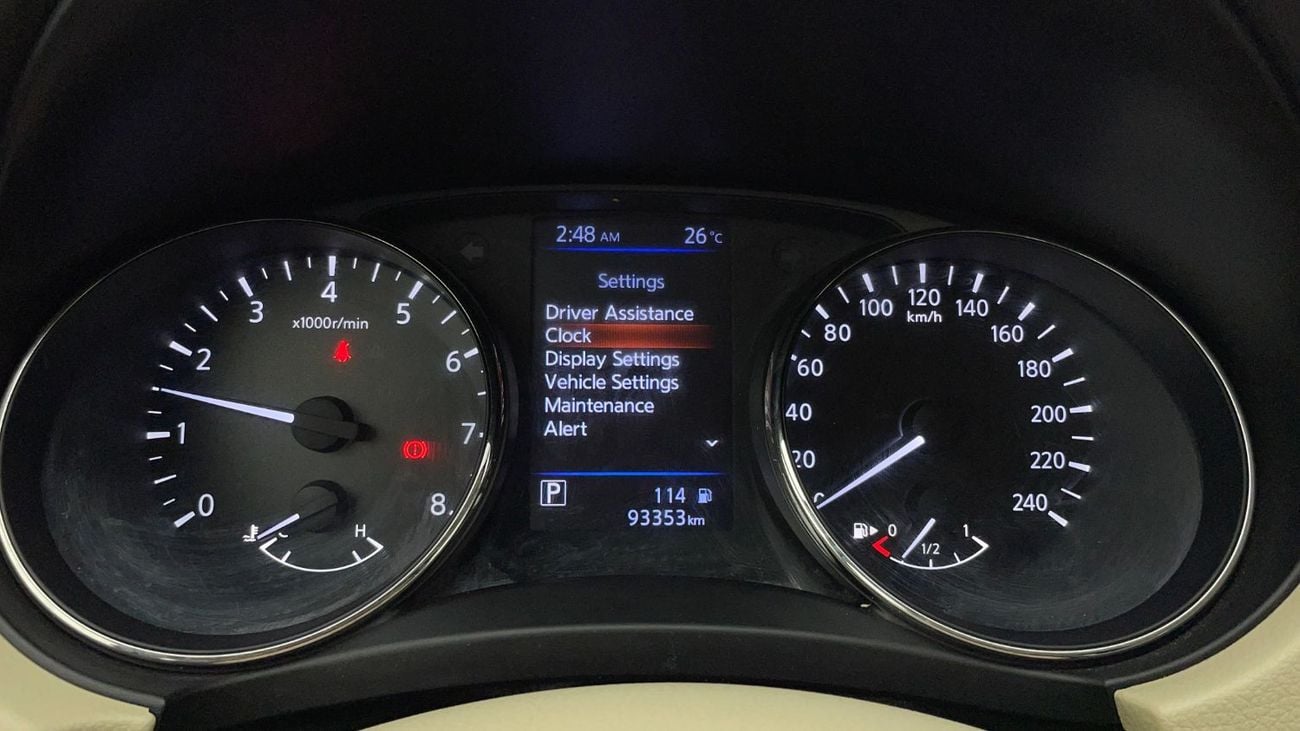 2:48 AM 26°C
Settings
Driver Assistance
Clock
Display Settings
Vehicle Settings
Maintenance
Alert
P 114
93353km
0 1 2 3 4 5 6 7 8
x1000r/min
C H
0 20 40 60 80 100 120 140 160 180 200 220 240
km/h
0 1/2 1